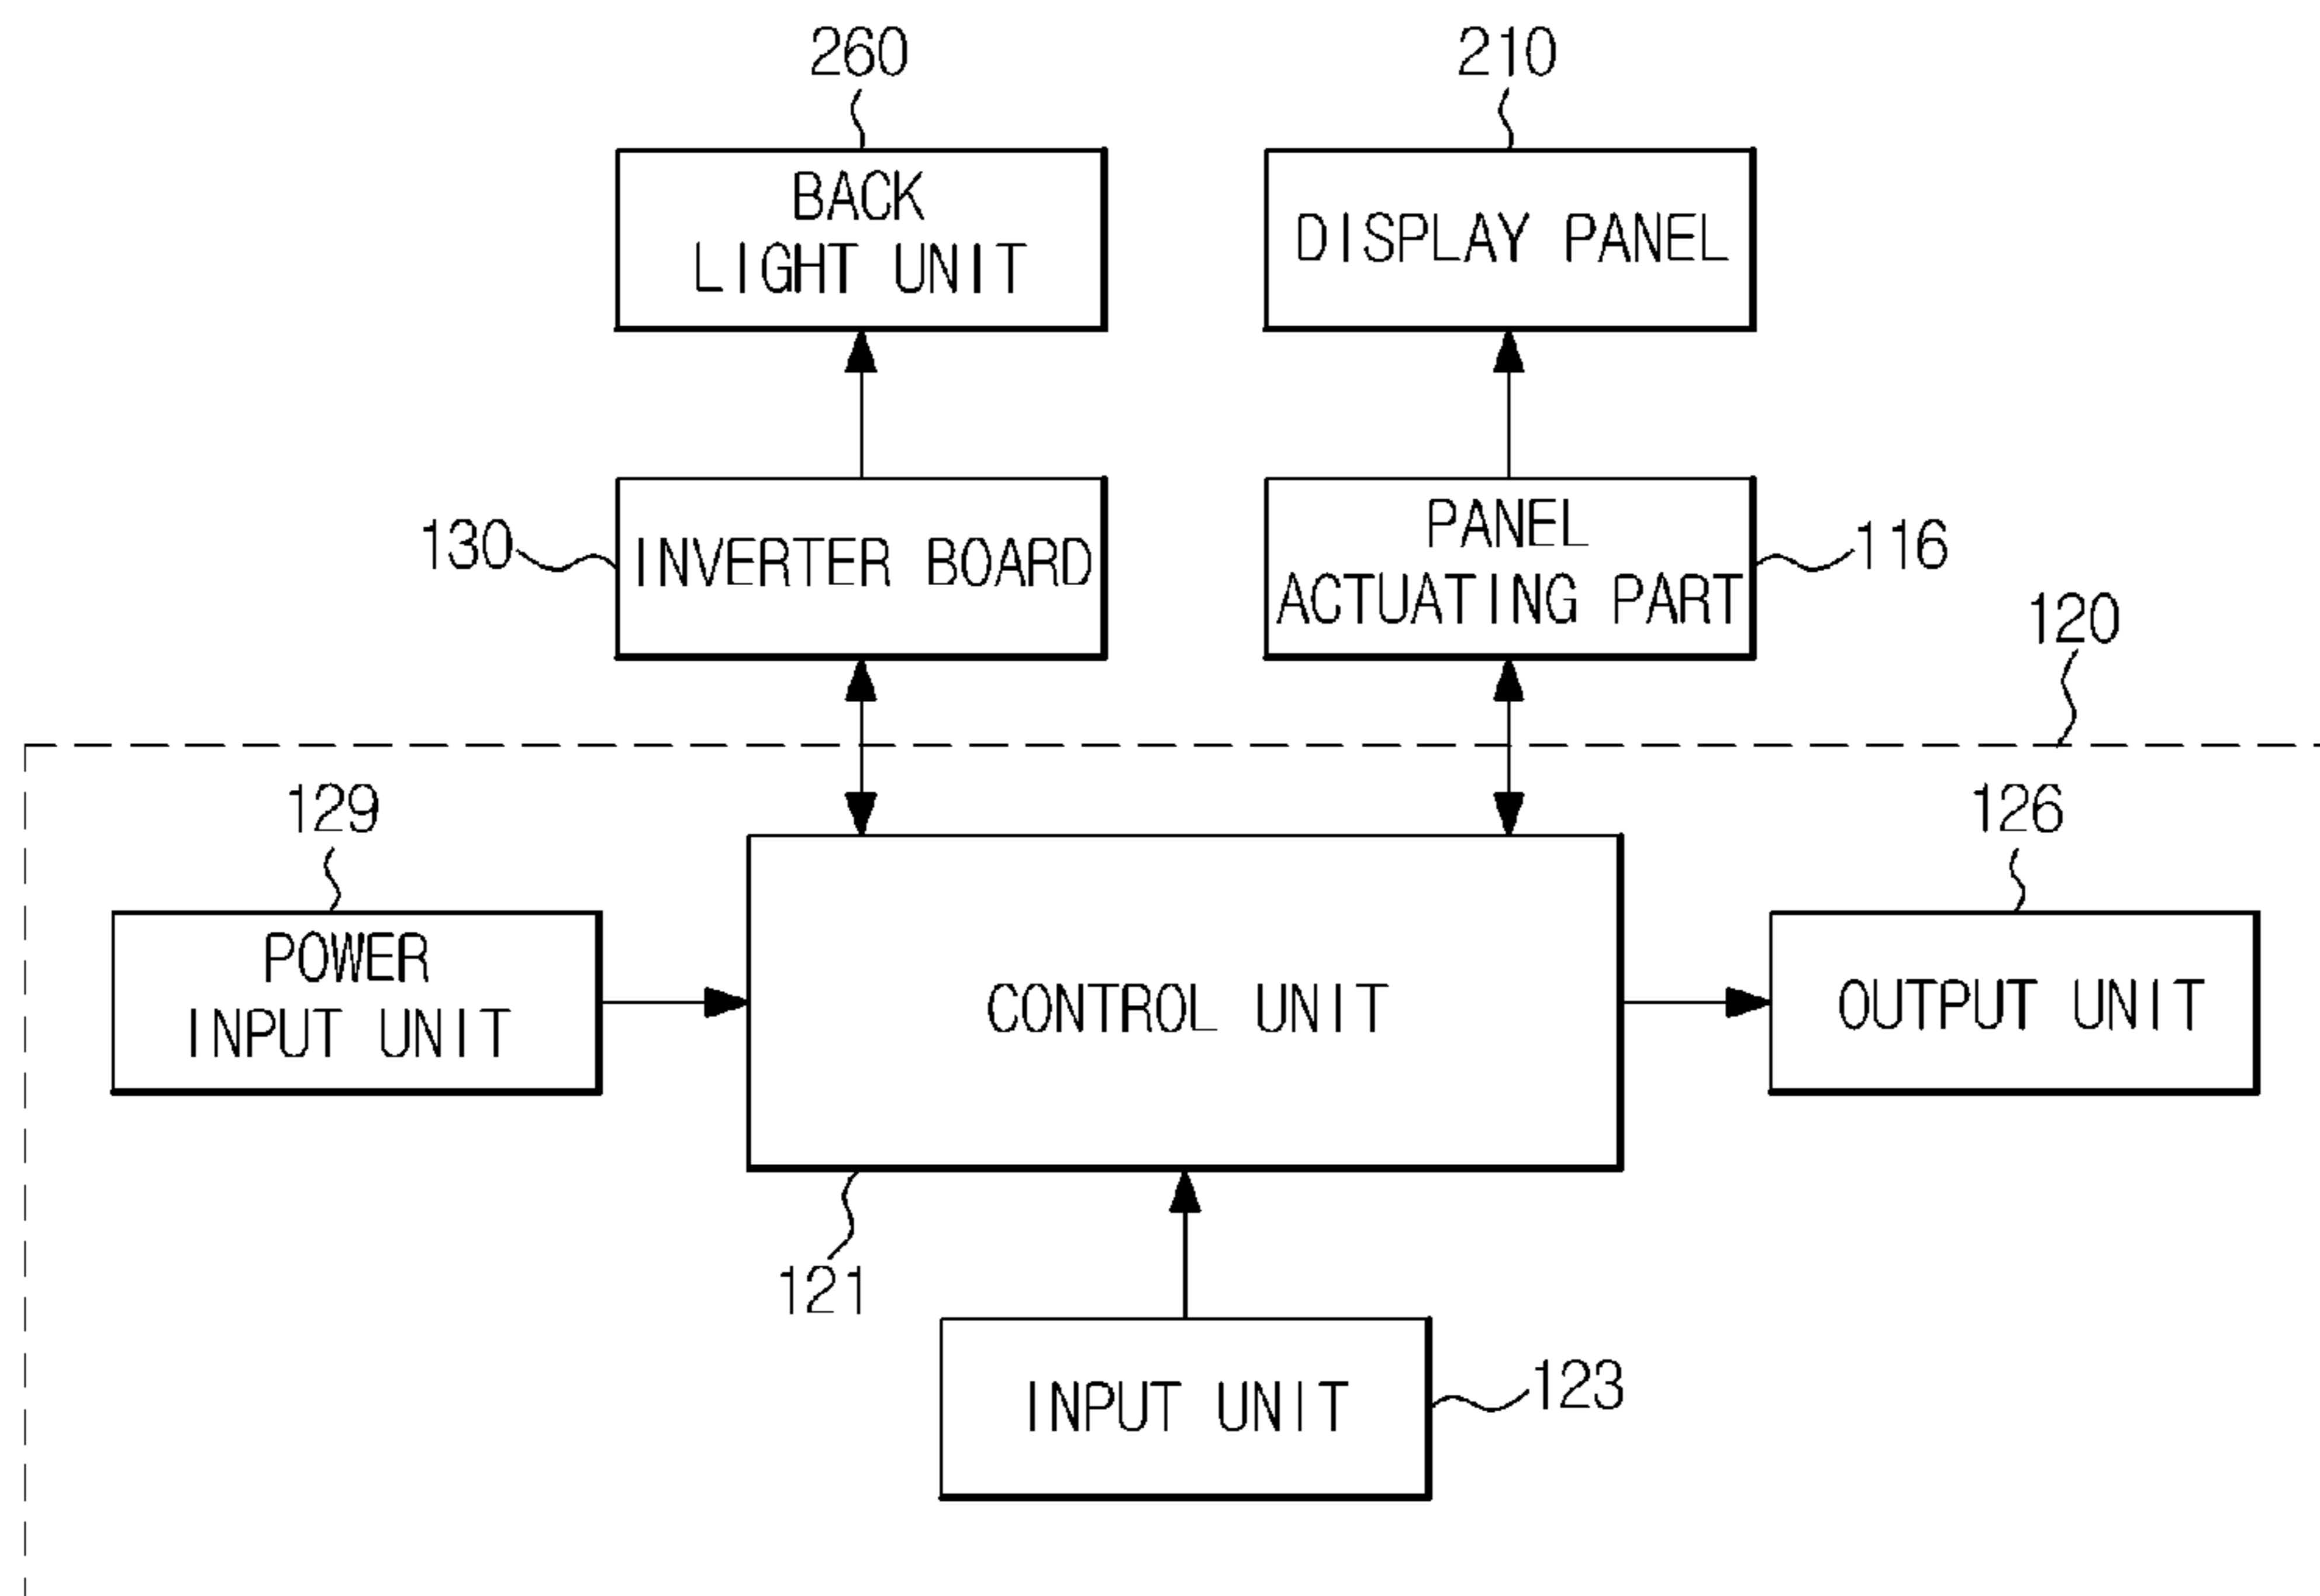 260
210
BACK
LIGHT UNIT
DISPLAY PANEL
130
INVERTER BOARD
PANEL
ACTUATING PART
116
120
129
126
POWER
INPUT UNIT
CONTROL UNIT
OUTPUT UNIT
121
INPUT UNIT
123